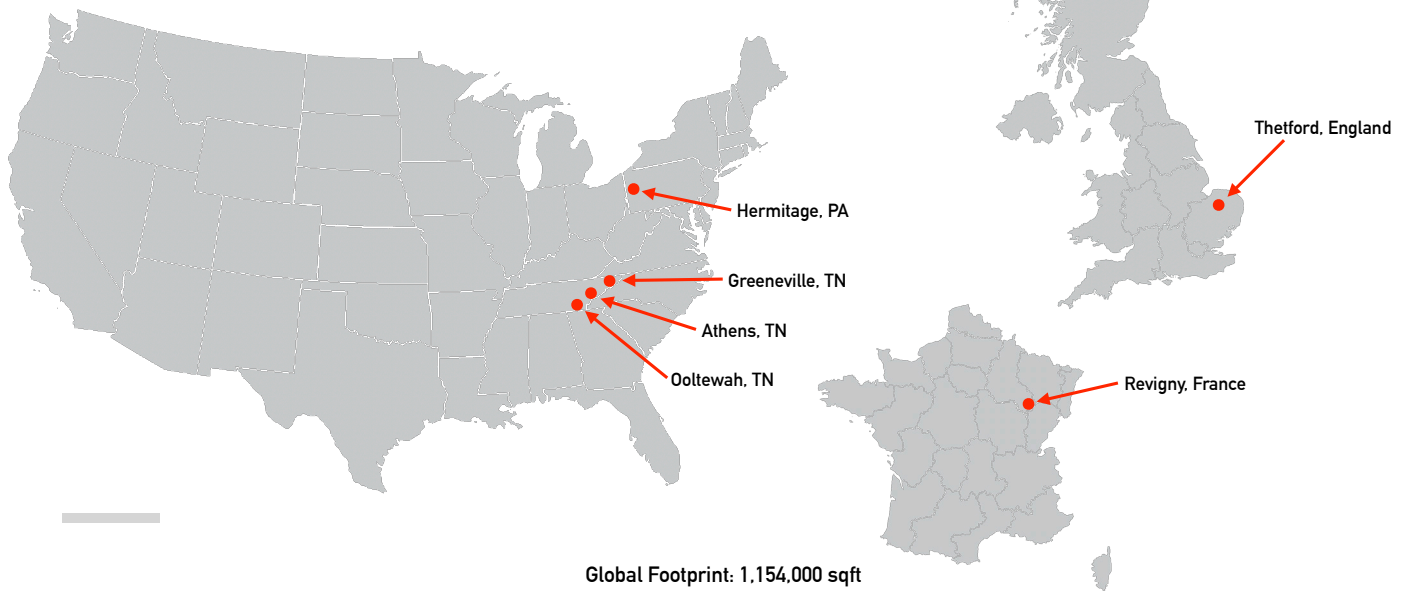 Thetford, England
Hermitage, PA
Greeneville, TN
Athens, TN
Ooltewah, TN
Revigny, France
Global Footprint: 1,154,000 sqft